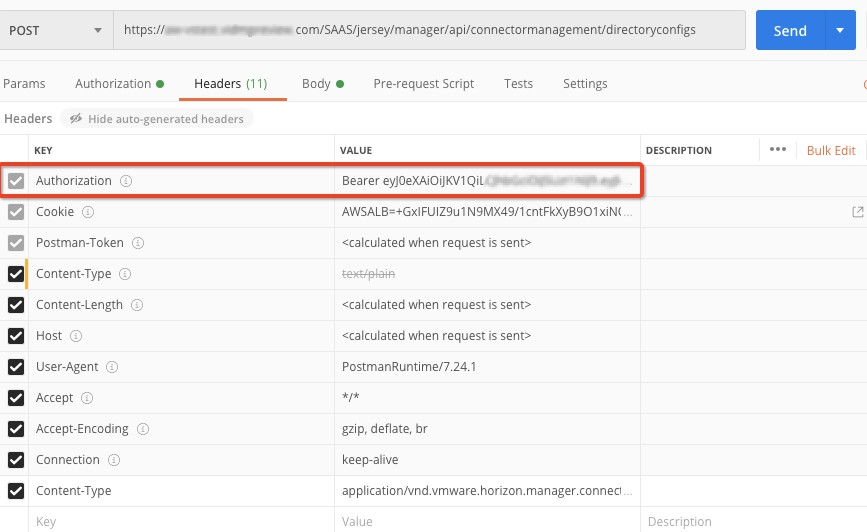 POST https:// .com/SAAS/jersey/manager/api/connectormanagement/directoryconfigs Send
Params Authorization Headers (11) Body Pre-request Script Tests Settings
Headers Hide auto-generated headers
KEY VALUE DESCRIPTION ••• Bulk Edit
Authorization Bearer eyJ0eXAiOiJKV1QiL ...
Cookie AWSALB=+GxIFUIZ9u1N9MX49/1cntFkXyB9O1xiN( ...
Postman-Token <calculated when request is sent>
Content-Type text/plain
Content-Length <calculated when request is sent>
Host <calculated when request is sent>
User-Agent PostmanRuntime/7.24.1
Accept */*
Accept-Encoding gzip, deflate, br
Connection keep-alive
Content-Type application/vnd.vmware.horizon.manager.connect ...
Key Value Description